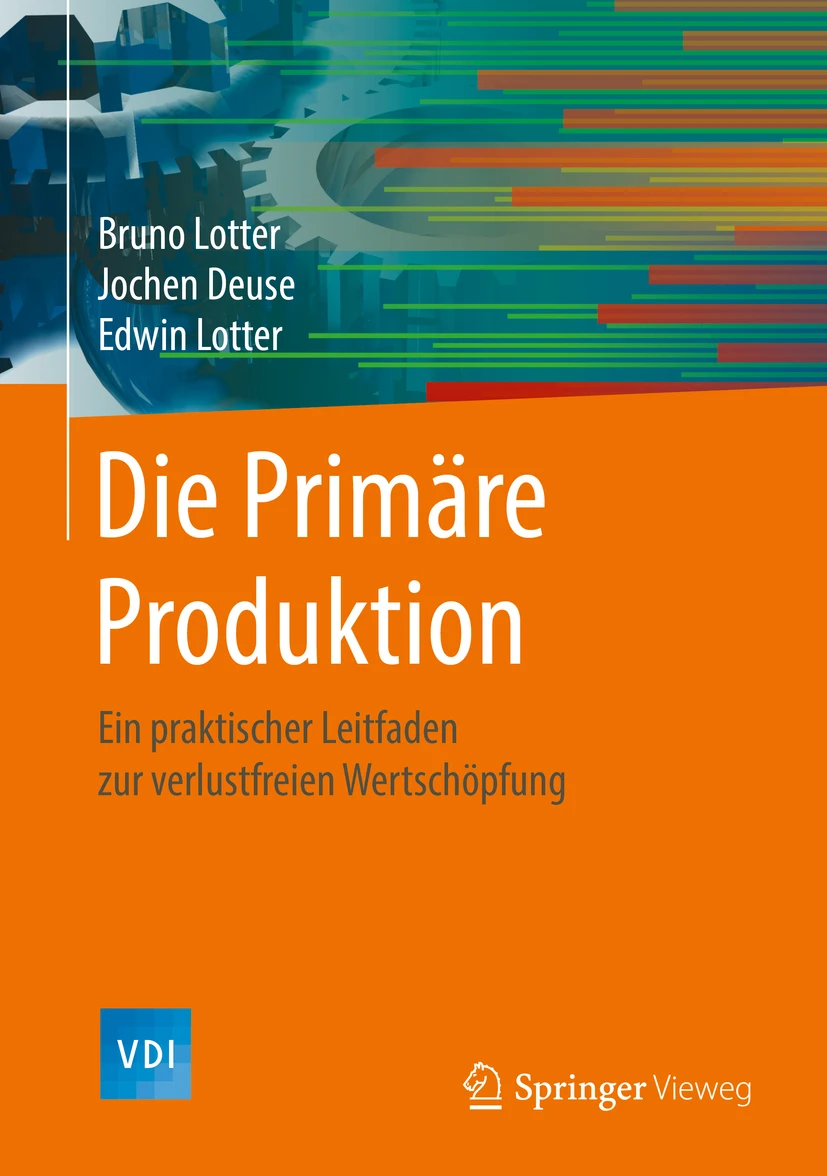 Bruno Lotter
Jochen Deuse
Edwin Lotter
Die Primäre
Produktion
Ein praktischer Leitfaden
zur verlustfreien Wertschöpfung
VDI
Springer Vieweg